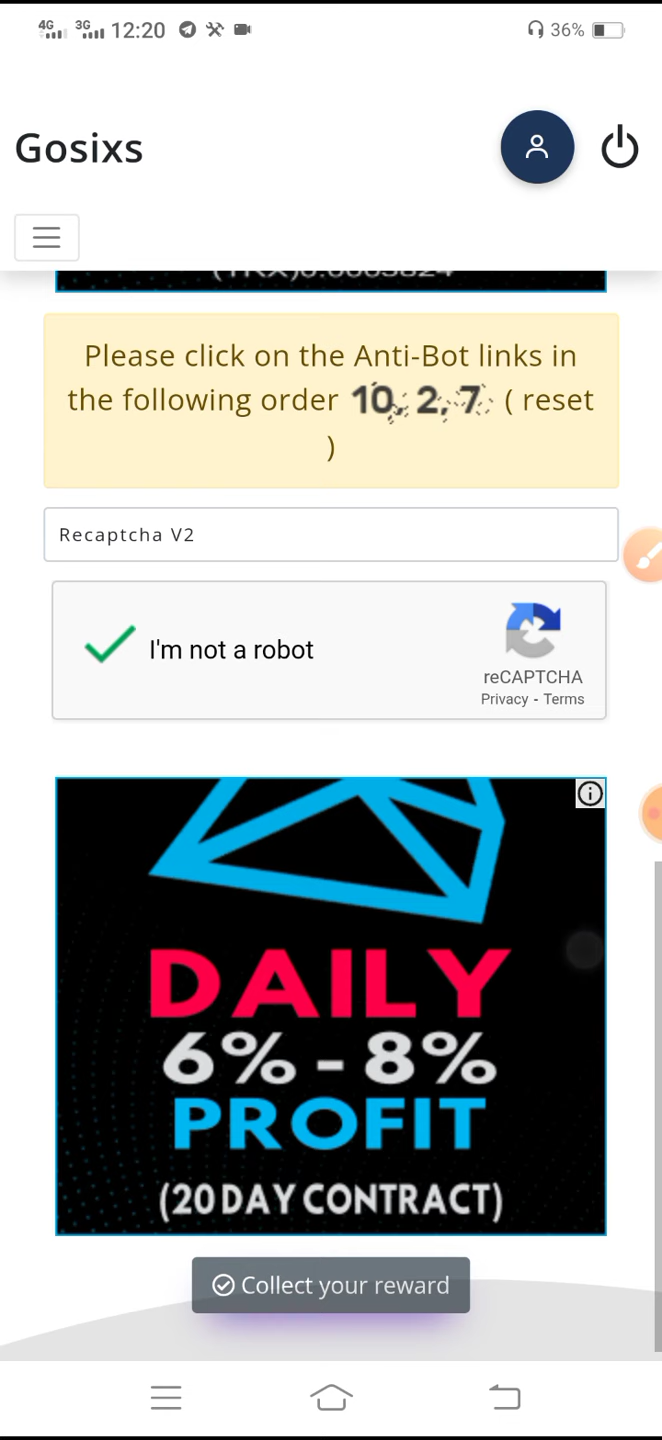 4G 3G 12:20 36%
Gosixs
Please click on the Anti-Bot links in
the following order 10, 2, 7 ( reset
)
Recaptcha V2
I'm not a robot
reCAPTCHA
Privacy - Terms
DAILY
6% - 8%
PROFIT
(20 DAY CONTRACT)
Collect your reward